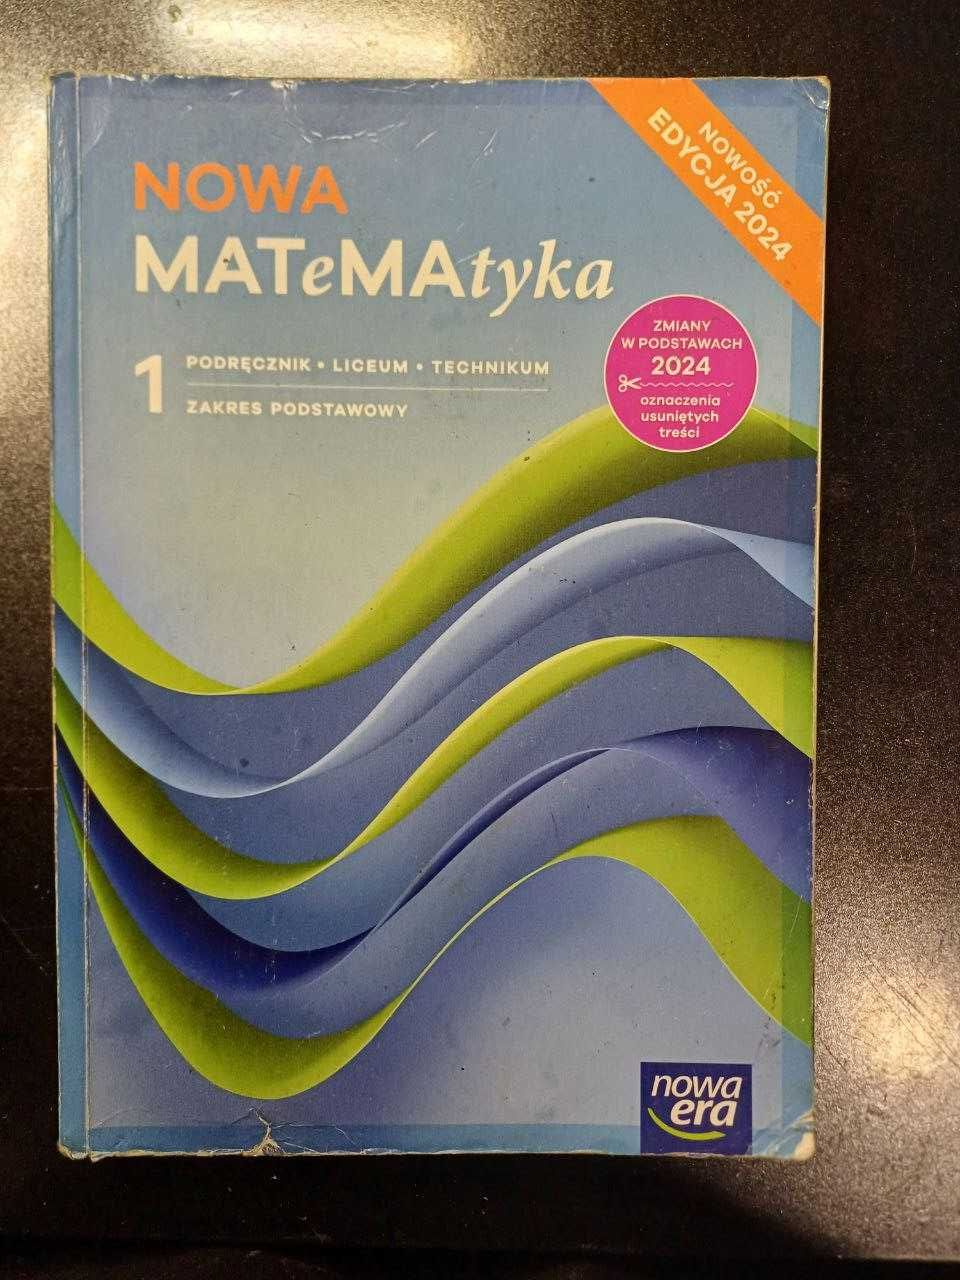 NOWOŚĆ
EDYCJA 2024
NOWA
MATeMAtyka
1
PODRĘCZNIK • LICEUM • TECHNIKUM
ZAKRES PODSTAWOWY
ZMIANY
W PODSTAWACH
2024
oznaczenia
usuniętych
treści
nowa
era